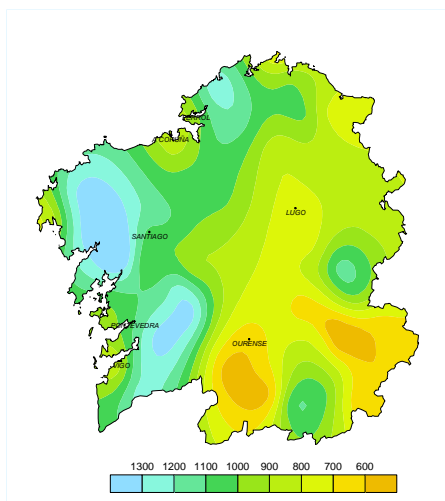 FERROL
CORUÑA
LUGO
SANTIAGO
PONTEVEDRA
OURENSE
VIGO
1300 1200 1100 1000 900 800 700 600